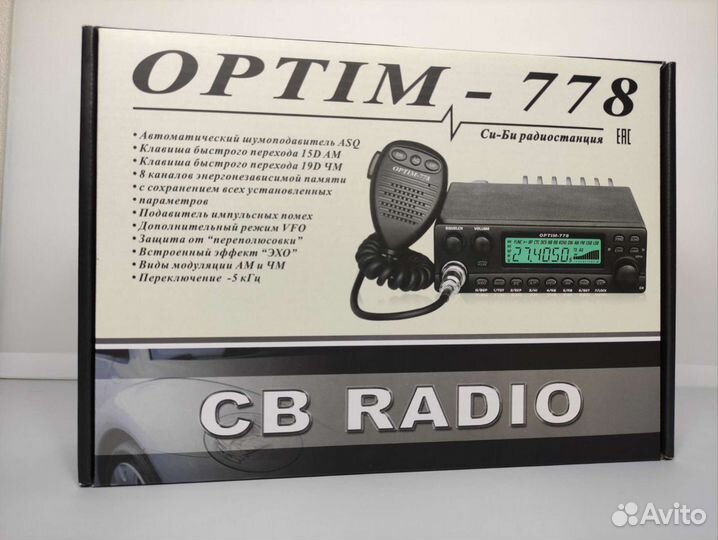 OPTIM - 778
Си-Би радиостанция EAC
• Автоматический шумоподавитель ASQ
• Клавиша быстрого перехода 15D AM
• Клавиша быстрого перехода 19D ЧМ
• 8 каналов энергонезависимой памяти
• с сохранением всех установленных
• параметров
• Подавитель импульсных помех
• Дополнительный режим VFO
• Защита от "переполюсовки"
• Встроенный эффект "ЭХО"
• Виды модуляции АМ и ЧМ
• Переключение -5 кГц
OPTIM-778
SQUELCH VOLUME
OPTIM-778
27.4050
CB RADIO
Avito